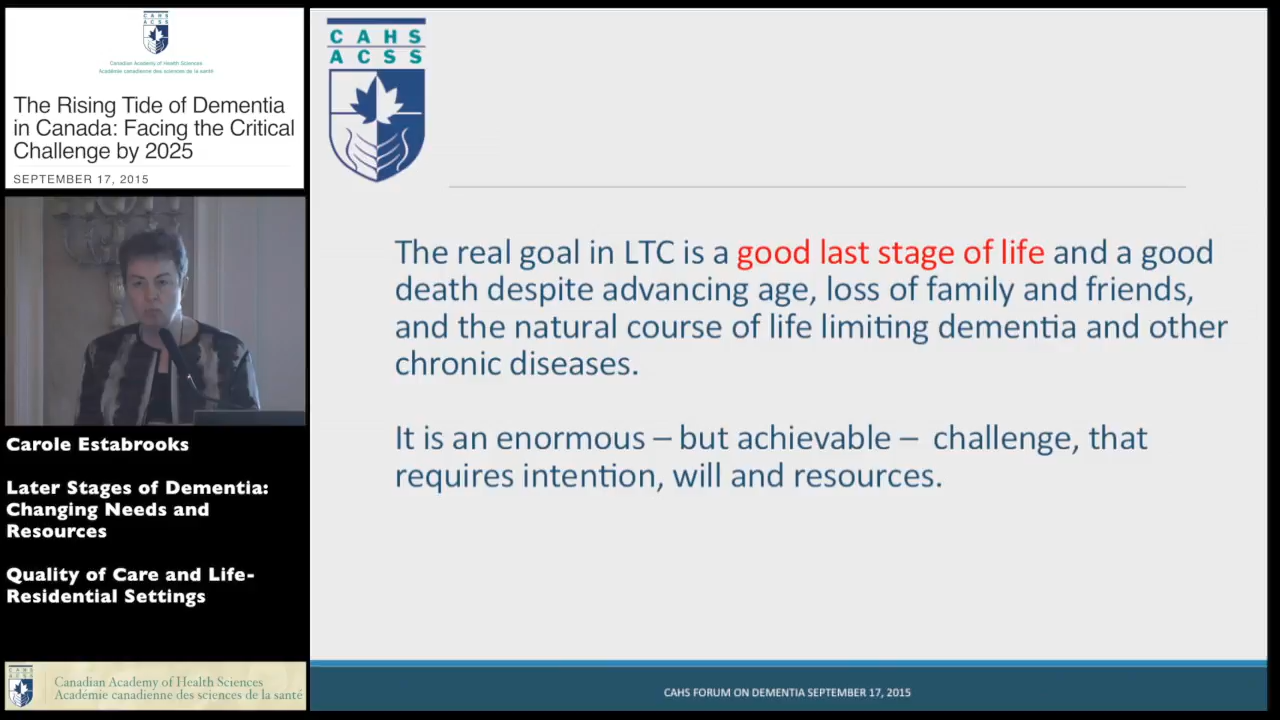 Canadian Academy of Health Sciences
Académie canadienne des sciences de la santé
The Rising Tide of Dementia
in Canada: Facing the Critical
Challenge by 2025
SEPTEMBER 17, 2015
Carole Estabrooks
Later Stages of Dementia:
Changing Needs and
Resources
Quality of Care and Life-
Residential Settings
CAHS
Canadian Academy of Health Sciences
Académie canadienne des sciences de la santé
CAHS
ACSS
The real goal in LTC is a good last stage of life and a good
death despite advancing age, loss of family and friends,
and the natural course of life limiting dementia and other
chronic diseases.
It is an enormous – but achievable – challenge, that
requires intention, will and resources.
CAHS FORUM ON DEMENTIA SEPTEMBER 17, 2015